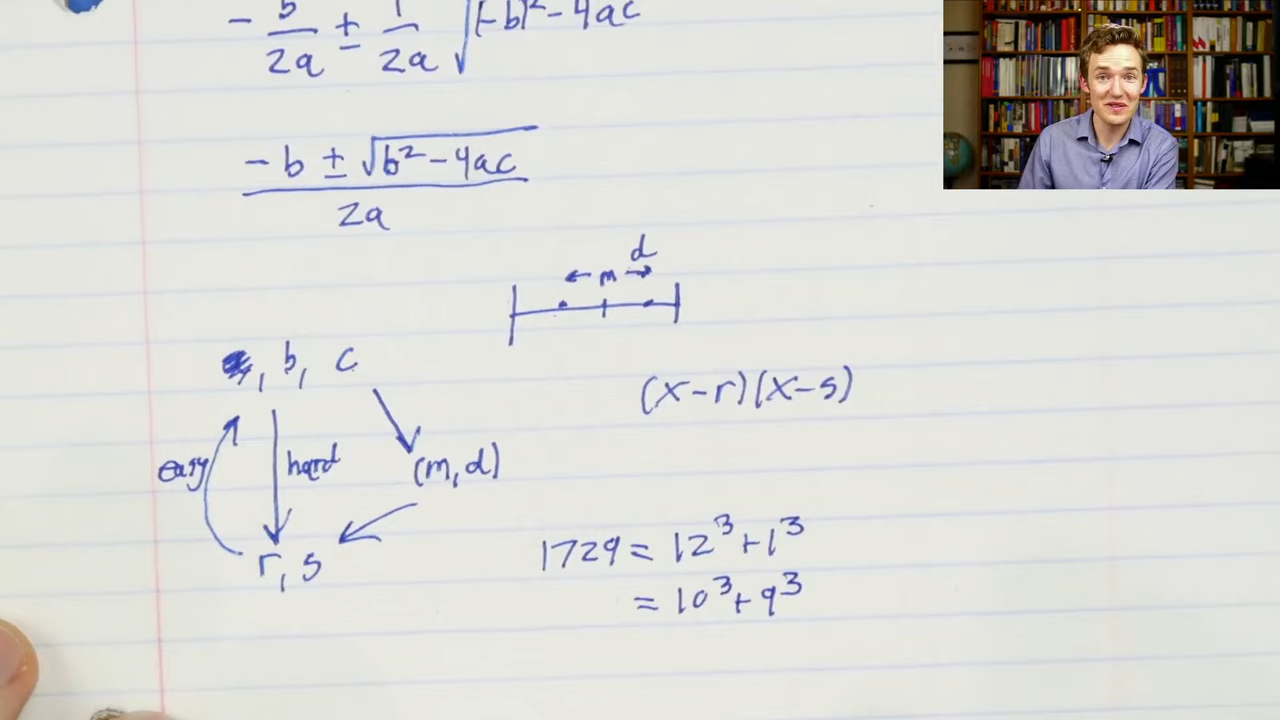 - b/2a ± 1/2a √(-b)² - 4ac
-b ± √b² - 4ac
2a
d
← m →
, b, c
(x-r)(x-s)
easy hard (m,d)
r, s
1729 = 12³+1³
= 10³+9³